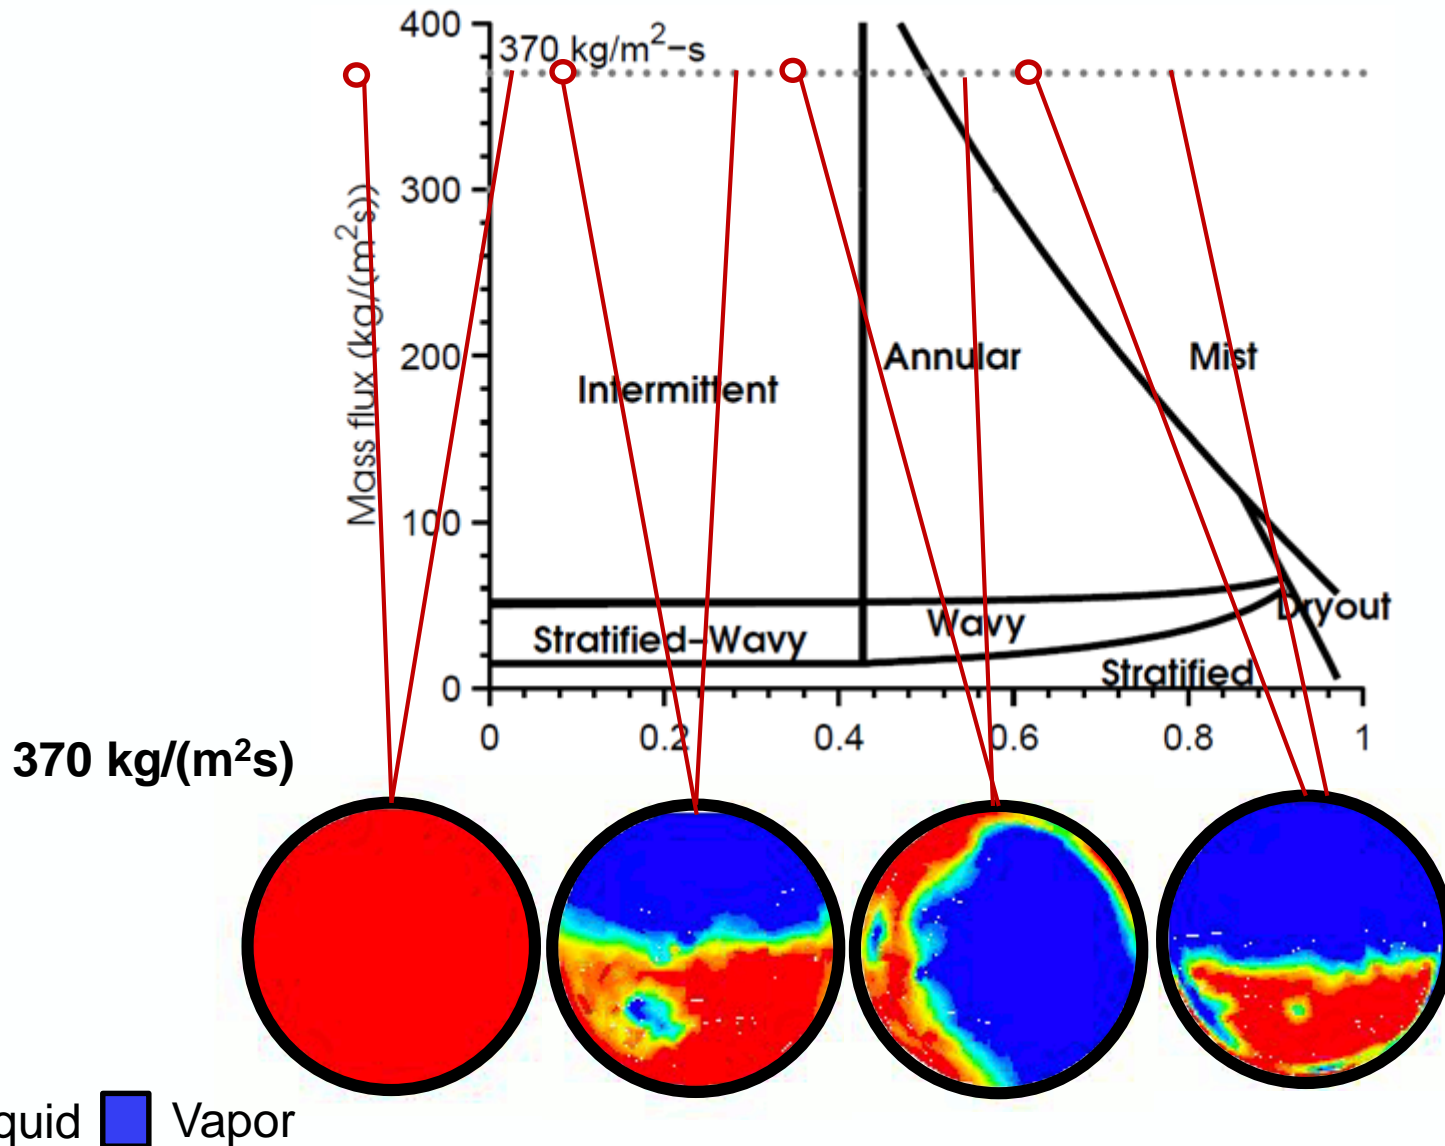 400
370 kg/m²−s
300
Mass flux (kg/(m²s))
200
Annular
Mist
Intermittent
100
Dryout
Wavy
Stratified−Wavy
Stratified
0
0 0.2 0.4 0.6 0.8 1
370 kg/(m²s)
quid Vapor